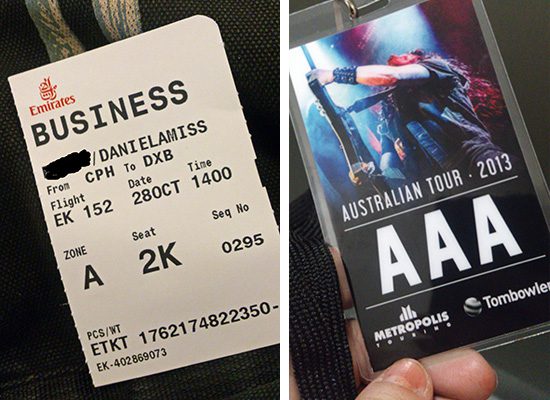 Emirates
BUSINESS
/DANIELAMISS
From CPH To DXB
Flight Date Time
EK 152 28OCT 1400
ZONE Seat Seq No
A 2K 0295
PCS/WT
ETKT 1762174822350-
EK-402869073
AUSTRALIAN TOUR · 2013
AAA
METROPOLIS
TOURING
Tombowler